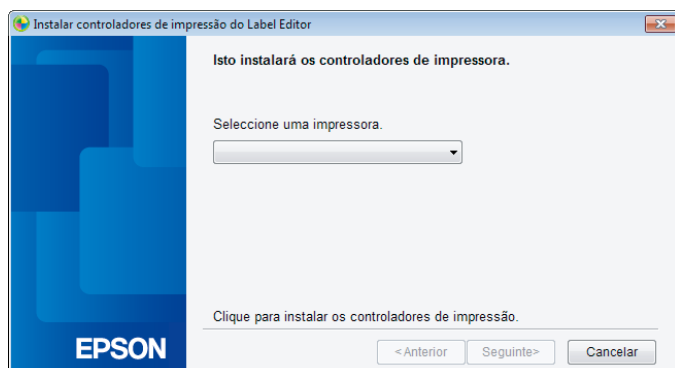 Instalar controladores de impressão do Label Editor
Isto instalará os controladores de impressora.
Seleccione uma impressora.
Clique para instalar os controladores de impressão.
EPSON
<Anterior
Seguinte>
Cancelar